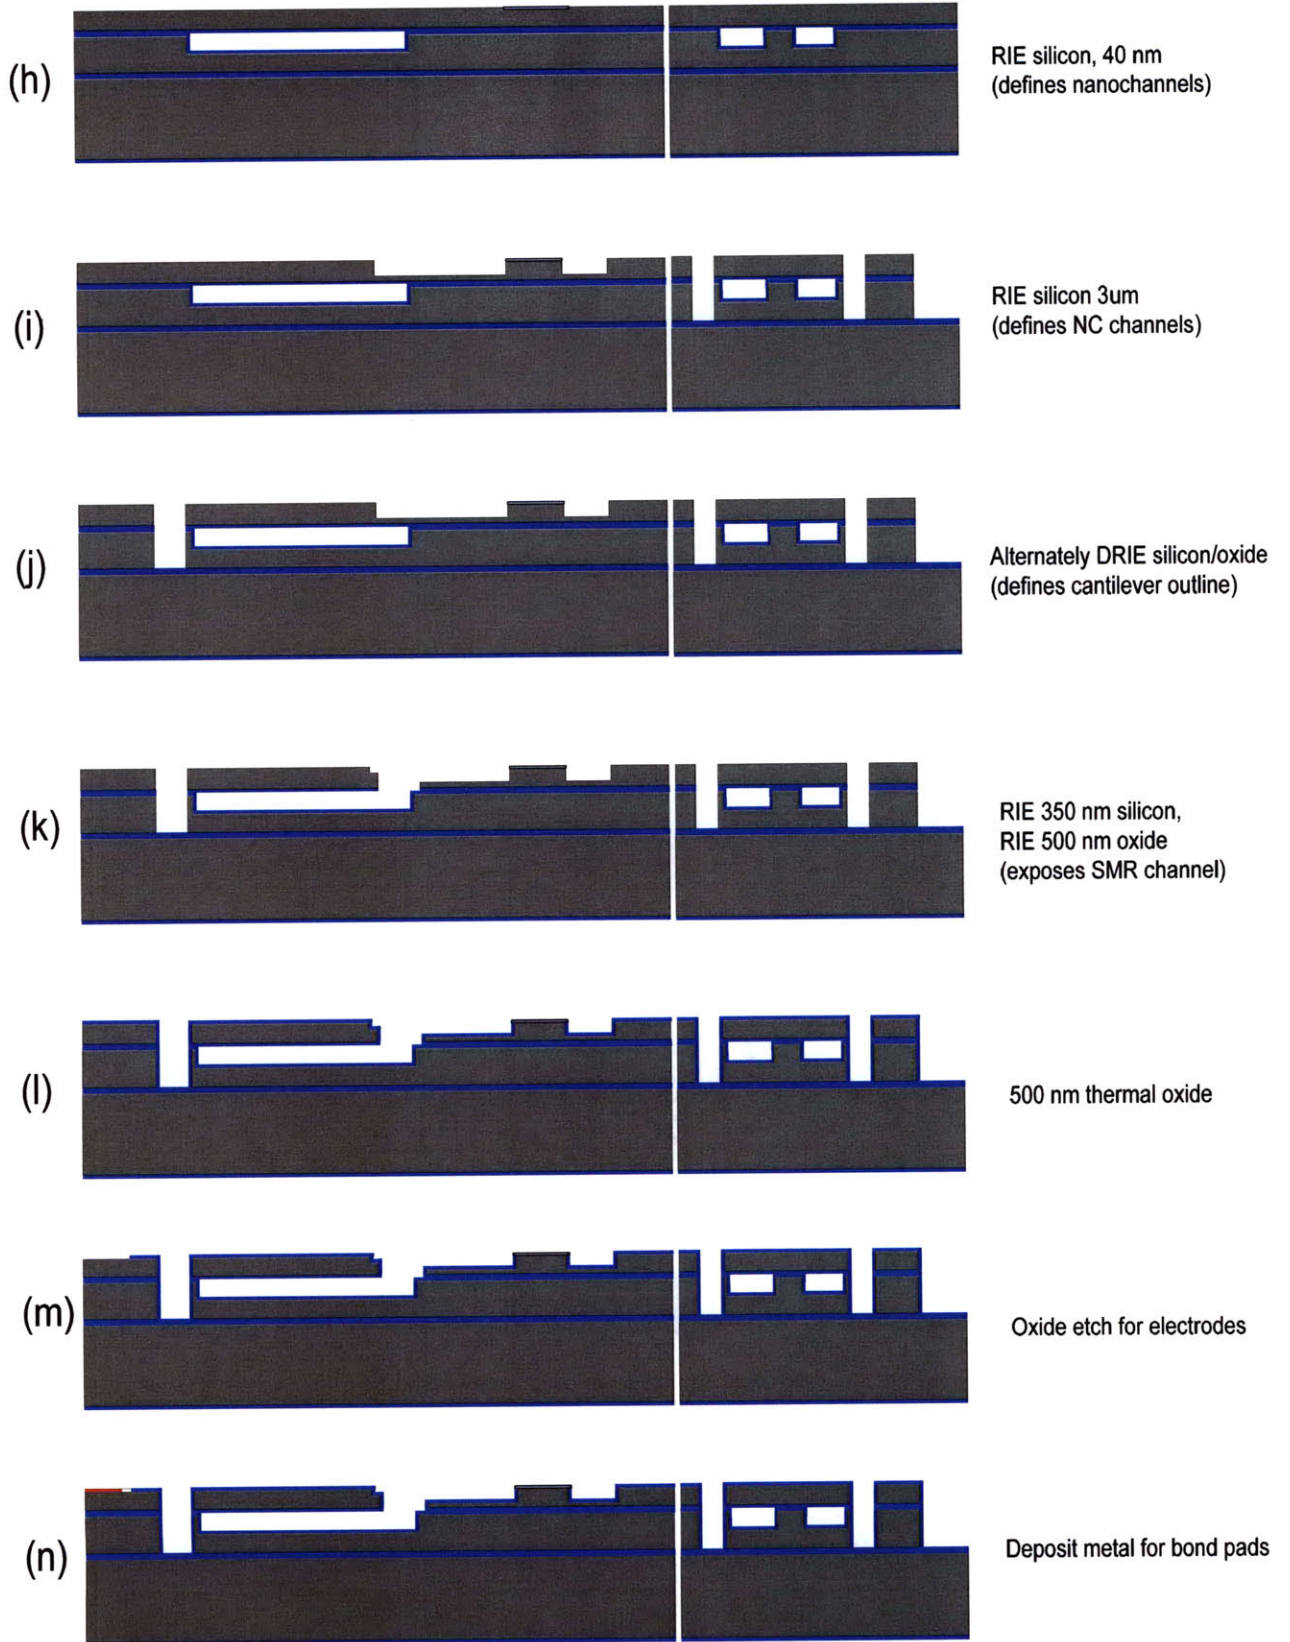 (h)
RIE silicon, 40 nm
(defines nanochannels)
(i)
RIE silicon 3um
(defines NC channels)
(j)
Alternately DRIE silicon/oxide
(defines cantilever outline)
(k)
RIE 350 nm silicon,
RIE 500 nm oxide
(exposes SMR channel)
(l)
500 nm thermal oxide
(m)
Oxide etch for electrodes
(n)
Deposit metal for bond pads